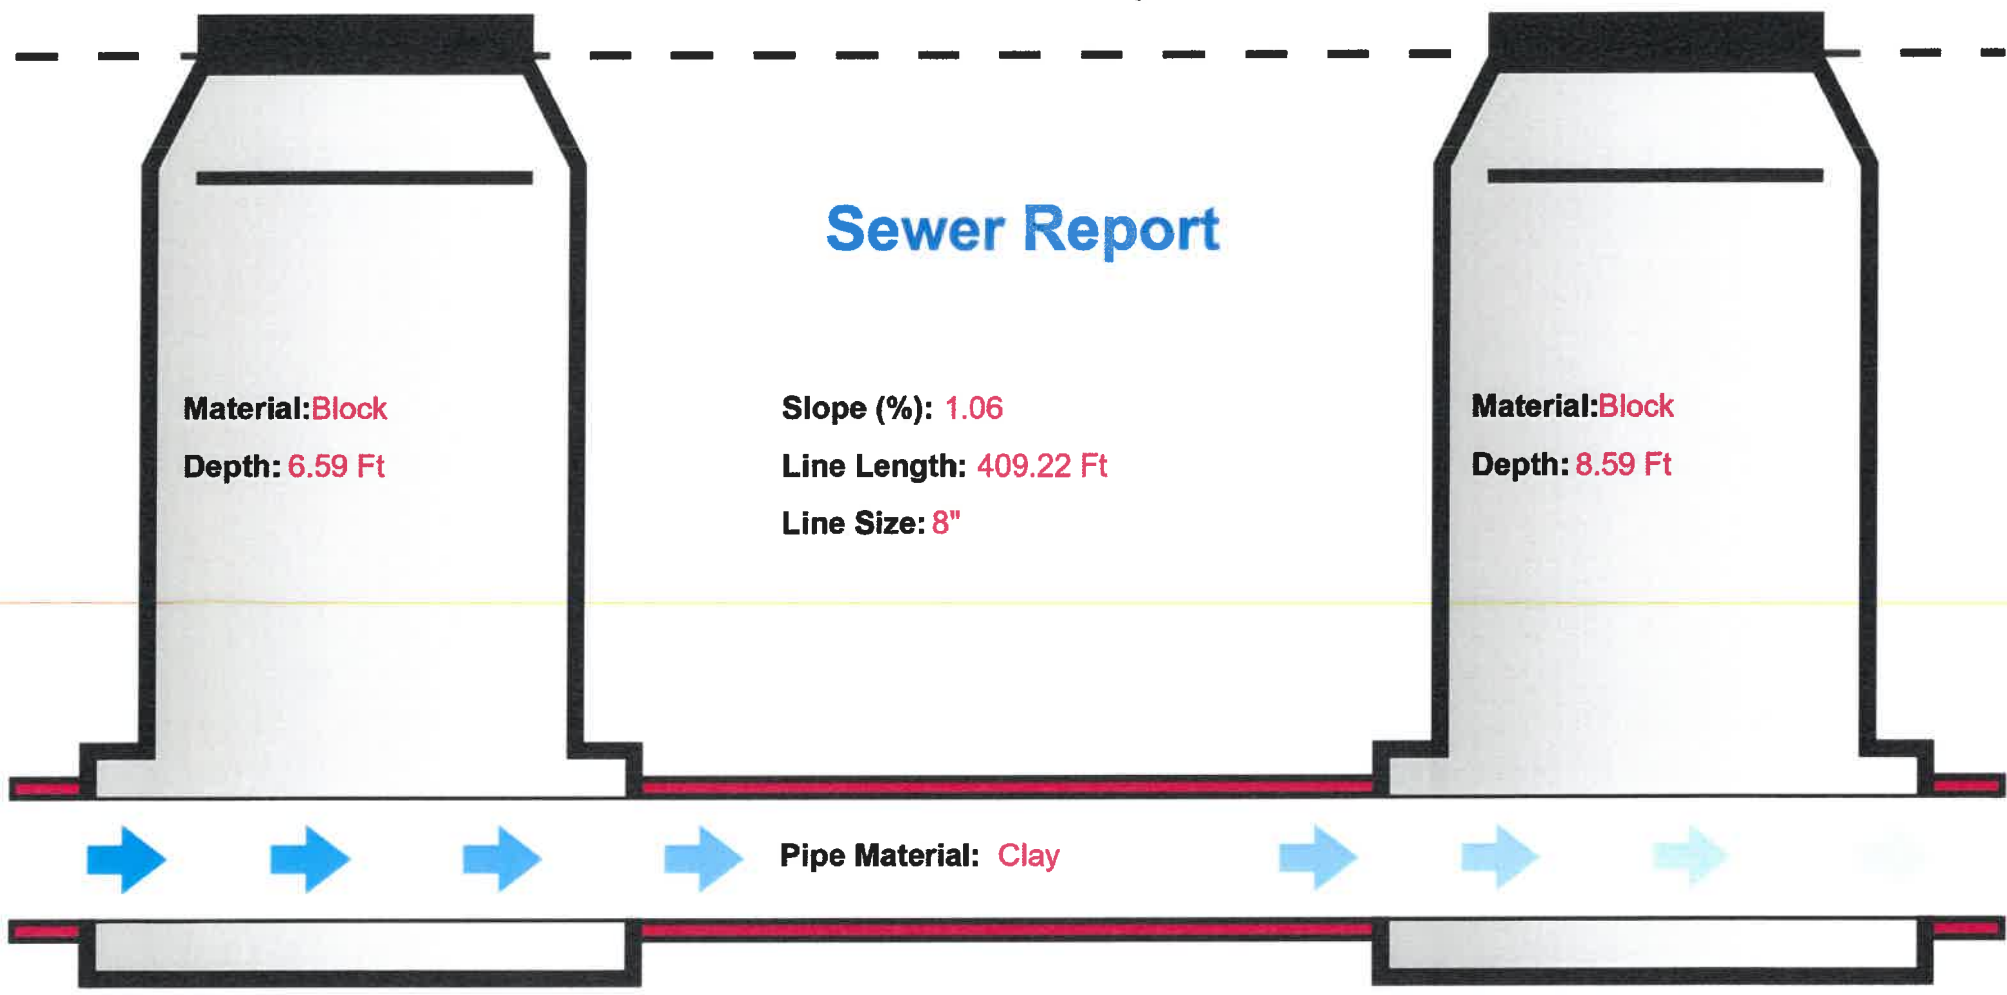 Sewer Report
Material:Block
Depth: 6.59 Ft
Slope (%): 1.06
Line Length: 409.22 Ft
Line Size: 8"
Material:Block
Depth: 8.59 Ft
Pipe Material: Clay